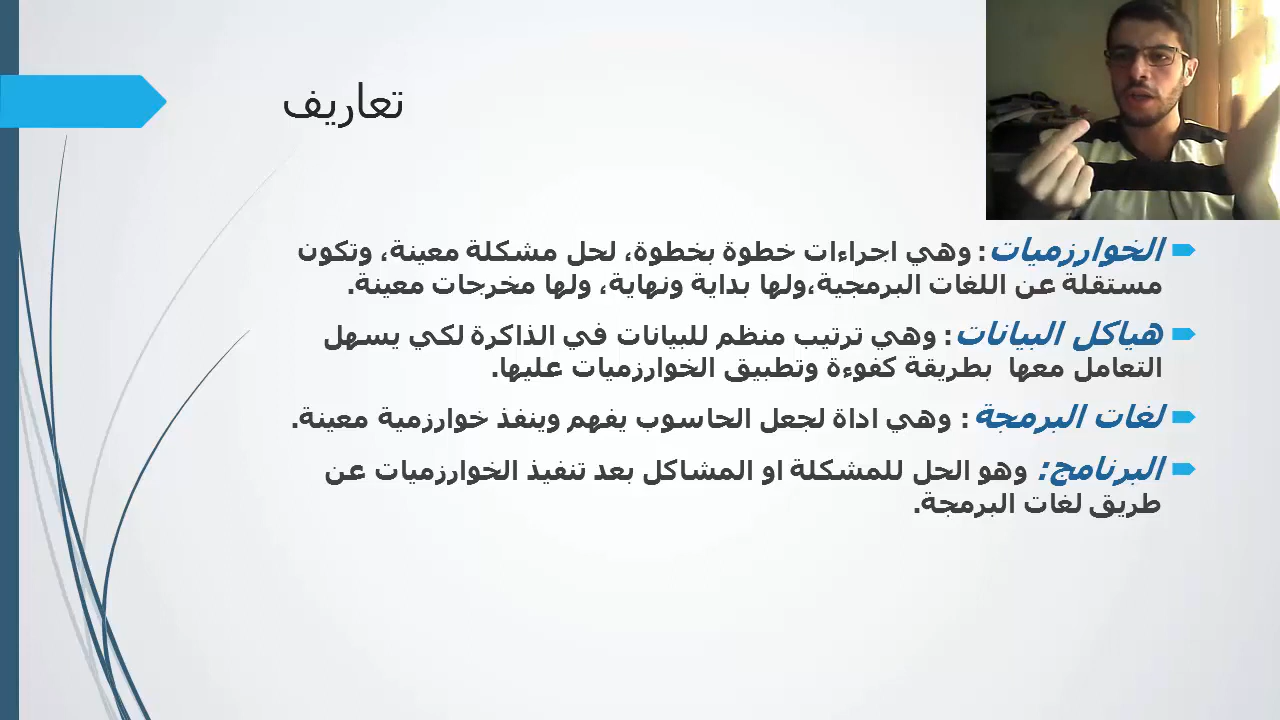 تعاريف
الخوارزميات: وهي اجراءات خطوة بخطوة، لحل مشكلة معينة، وتكون
مستقلة عن اللغات البرمجية،ولها بداية ونهاية، ولها مخرجات معينة.
هياكل البيانات: وهي ترتيب منظم للبيانات في الذاكرة لكي يسهل
التعامل معها بطريقة كفوءة وتطبيق الخوارزميات عليها.
لغات البرمجة: وهي اداة لجعل الحاسوب يفهم وينفذ خوارزمية معينة.
البرنامج: وهو الحل للمشكلة او المشاكل بعد تنفيذ الخوارزميات عن
طريق لغات البرمجة.